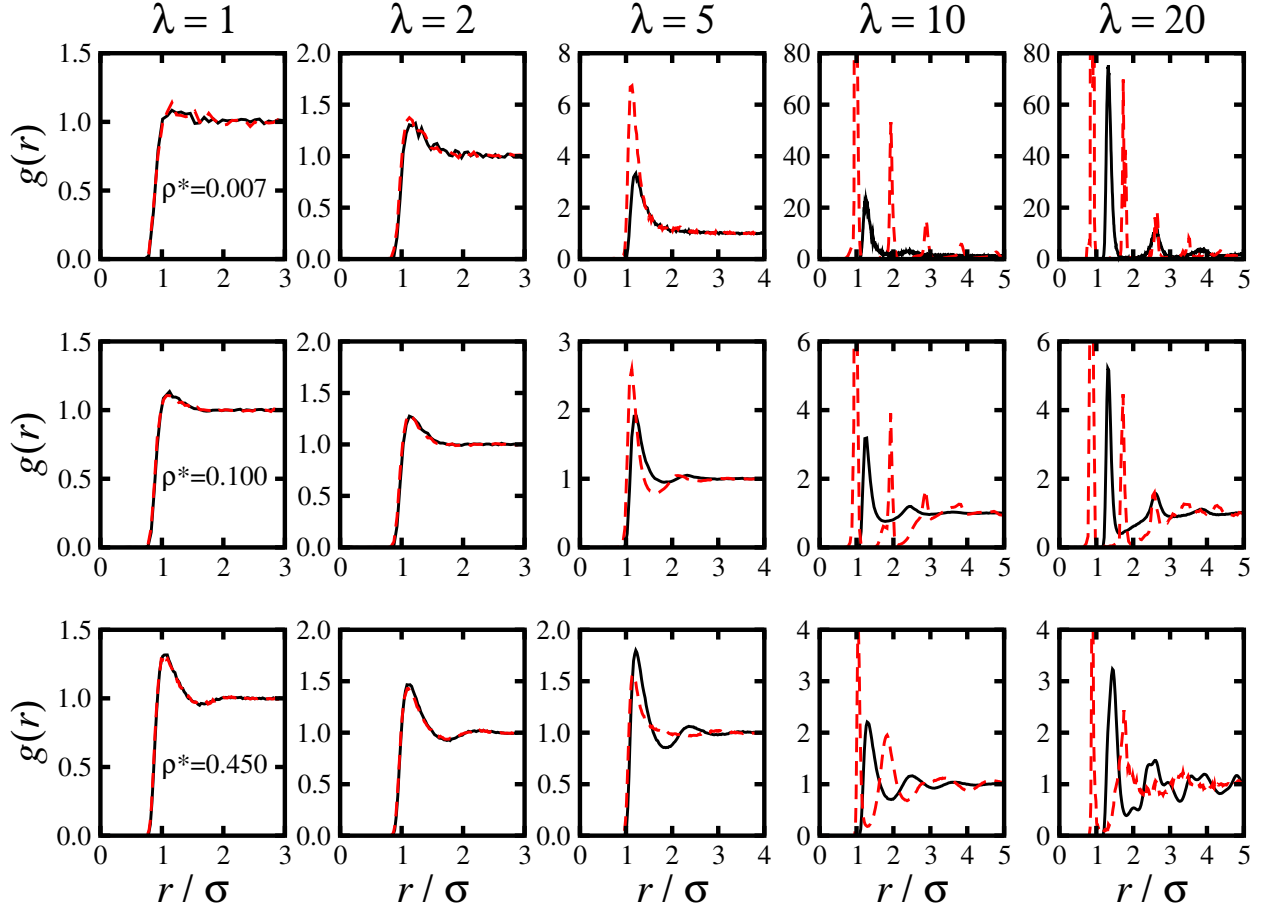 λ = 1 λ = 2 λ = 5 λ = 10 λ = 20
1.5 2.0 8 80 80
1.5 60 60
1.0 6
g(r) 1.0 4 40 40
0.5 ρ*=0.007 0.5 2 20 20
0.0 0.0 0 0 0
0 1 2 3 0 1 2 3 0 1 2 3 4 0 1 2 3 4 5 0 1 2 3 4 5
1.5 2.0 3 6 6
1.5
1.0 2 4 4
g(r) 1.0
0.5 ρ*=0.100 0.5 1 2 2
0.0 0.0 0 0 0
0 1 2 3 0 1 2 3 0 1 2 3 4 0 1 2 3 4 5 0 1 2 3 4 5
1.5 2.0 2.0 4 4
1.5 1.5 3 3
1.0
g(r) 1.0 1.0 2 2
0.5 ρ*=0.450 0.5 0.5 1 1
0.0 0.0 0.0 0 0
0 1 2 3 0 1 2 3 0 1 2 3 4 0 1 2 3 4 5 0 1 2 3 4 5
r / σ r / σ r / σ r / σ r / σ